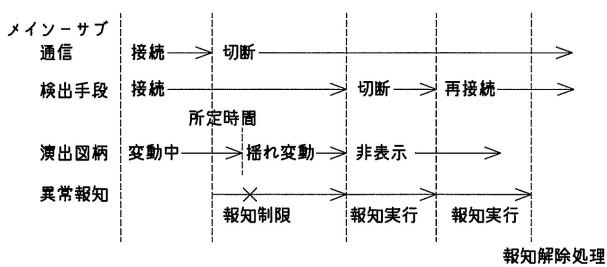 メインーサブ
通信 接続 切断
検出手段 接続 切断 再接続
所定時間
演出図柄 変動中 揺れ変動 非表示
異常報知
報知制限 報知実行 報知実行
報知解除処理